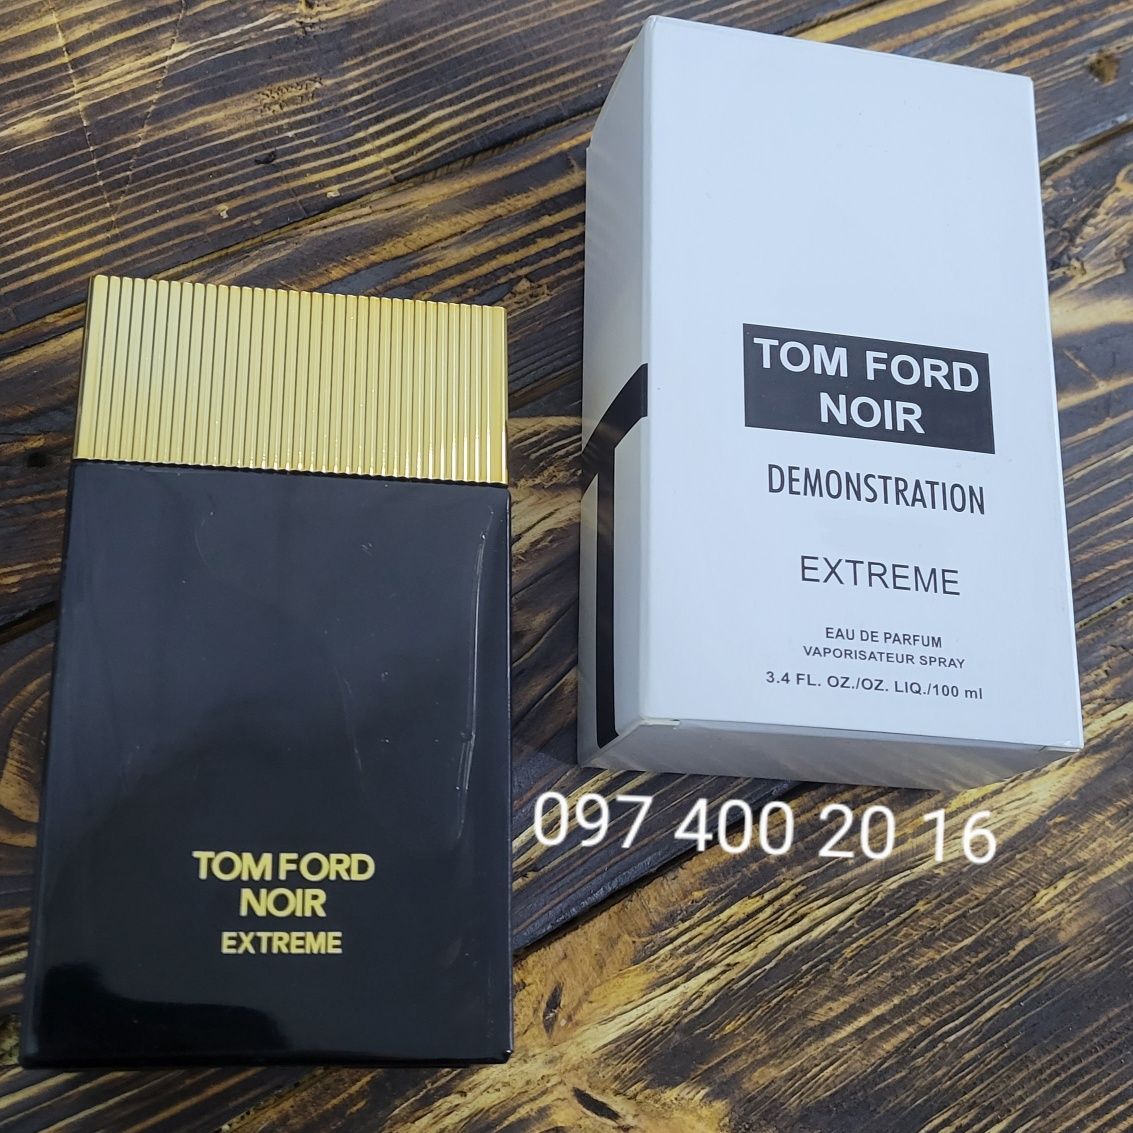 TOM FORD
NOIR
DEMONSTRATION
EXTREME
EAU DE PARFUM
VAPORISATEUR SPRAY
3.4 FL. OZ./OZ. LIQ./100 ml
097 400 20 16
TOM FORD
NOIR
EXTREME